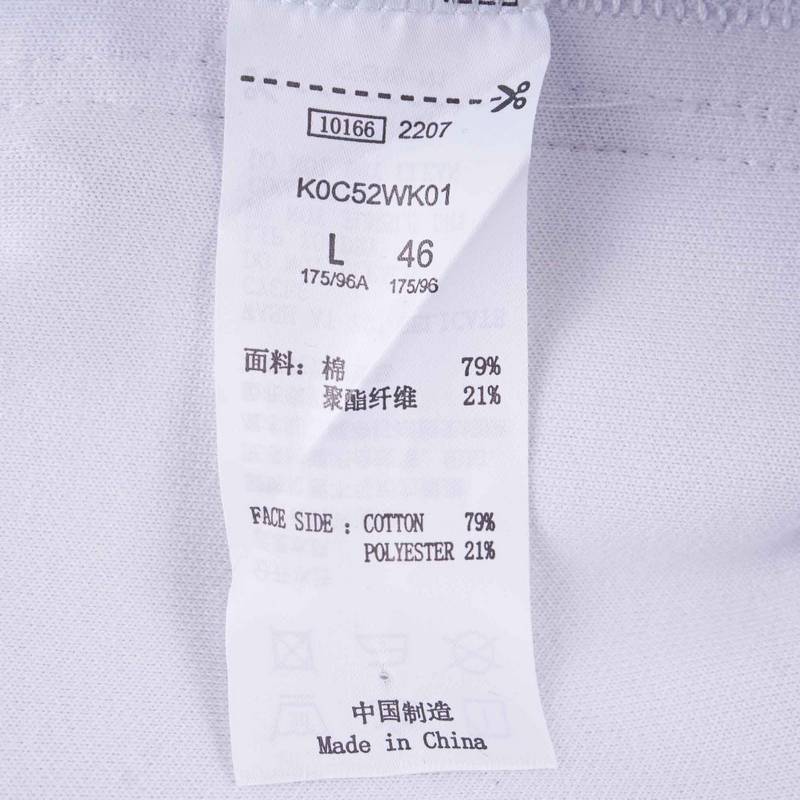 10166 2207
K0C52WK01
L 46
175/96A 175/96
面料: 棉 79%
聚酯纤维 21%
FACE SIDE : COTTON 79%
POLYESTER 21%
中国制造
Made in China